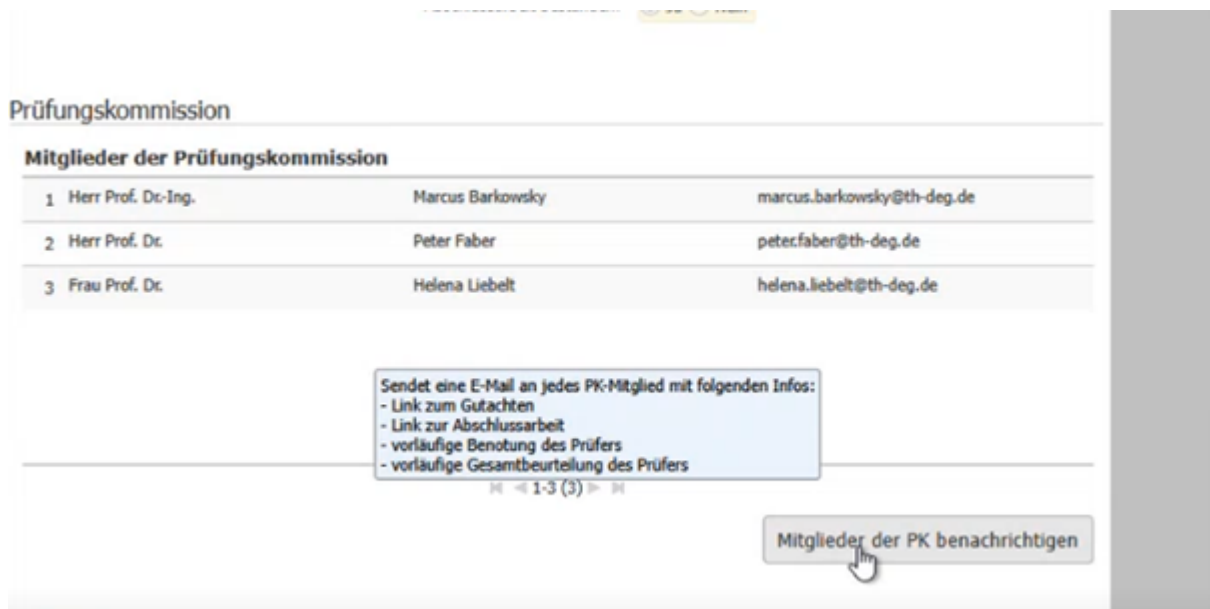 Prüfungskommission
Mitglieder der Prüfungskommission
1 Herr Prof. Dr.-Ing. Marcus Barkowsky marcus.barkowsky@th-deg.de
2 Herr Prof. Dr. Peter Faber peter.faber@th-deg.de
3 Frau Prof. Dr. Helena Liebelt helena.liebelt@th-deg.de
Sendet eine E-Mail an jedes PK-Mitglied mit folgenden Infos:
- Link zum Gutachten
- Link zur Abschlussarbeit
- vorläufige Benotung des Prüfers
- vorläufige Gesamtbeurteilung des Prüfers
1-3 (3)
Mitglieder der PK benachrichtigen